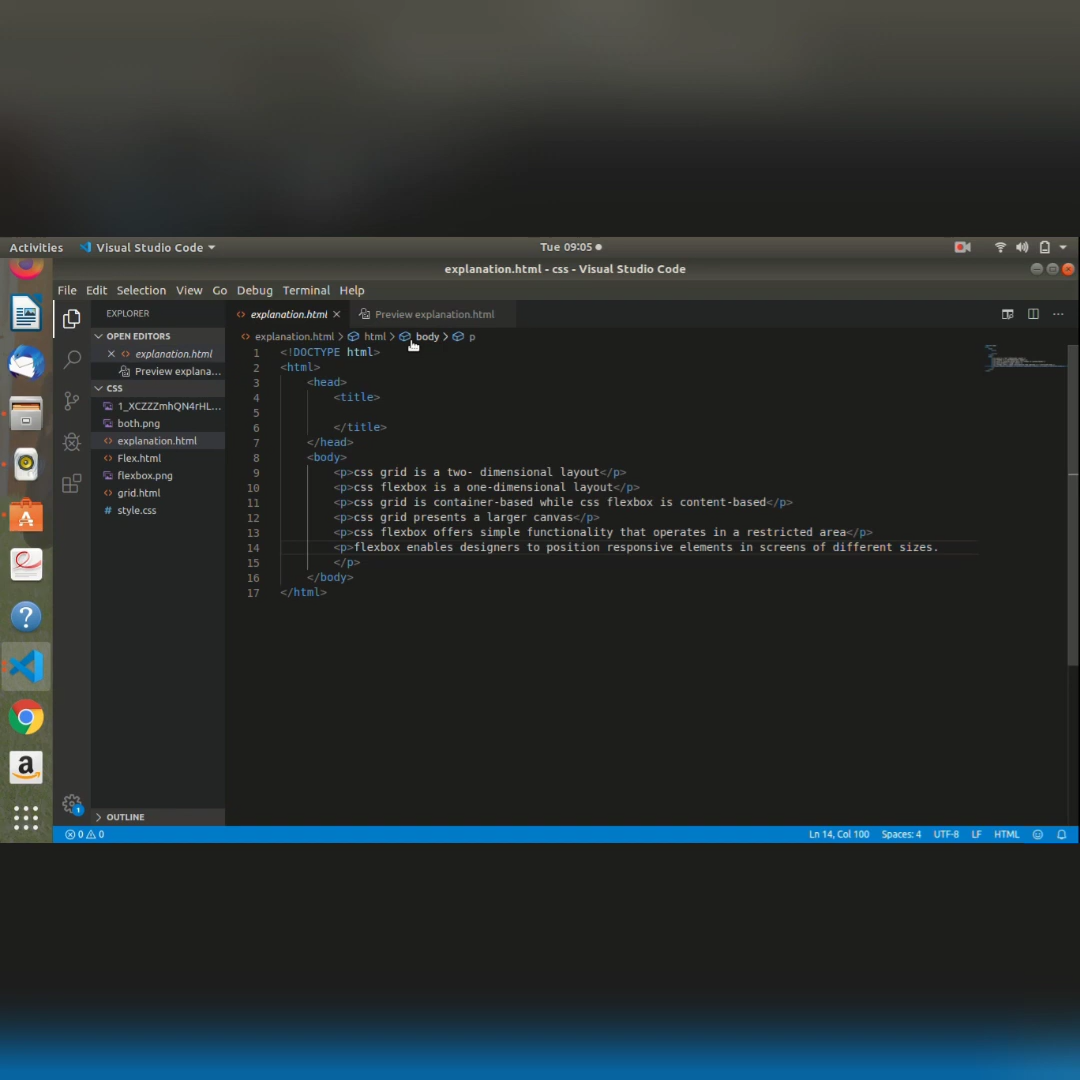 Activities Visual Studio Code Tue 09:05
explanation.html - css - Visual Studio Code
File Edit Selection View Go Debug Terminal Help
EXPLORER
OPEN EDITORS
explanation.html
Preview explana...
CSS
1_XCZZZmhQN4rHL...
both.png
explanation.html
Flex.html
flexbox.png
grid.html
# style.css
OUTLINE
explanation.html Preview explanation.html
explanation.html > html > body > p
1 <!DOCTYPE html>
2 <html>
3 <head>
4 <title>
5
6 </title>
7 </head>
8 <body>
9 <p>css grid is a two- dimensional layout</p>
10 <p>css flexbox is a one-dimensional layout</p>
11 <p>css grid is container-based while css flexbox is content-based</p>
12 <p>css grid presents a larger canvas</p>
13 <p>css flexbox offers simple functionality that operates in a restricted area</p>
14 <p>flexbox enables designers to position responsive elements in screens of different sizes.
15 </p>
16 </body>
17 </html>
a
?
1
0 0 Ln 14, Col 100 Spaces: 4 UTF-8 LF HTML